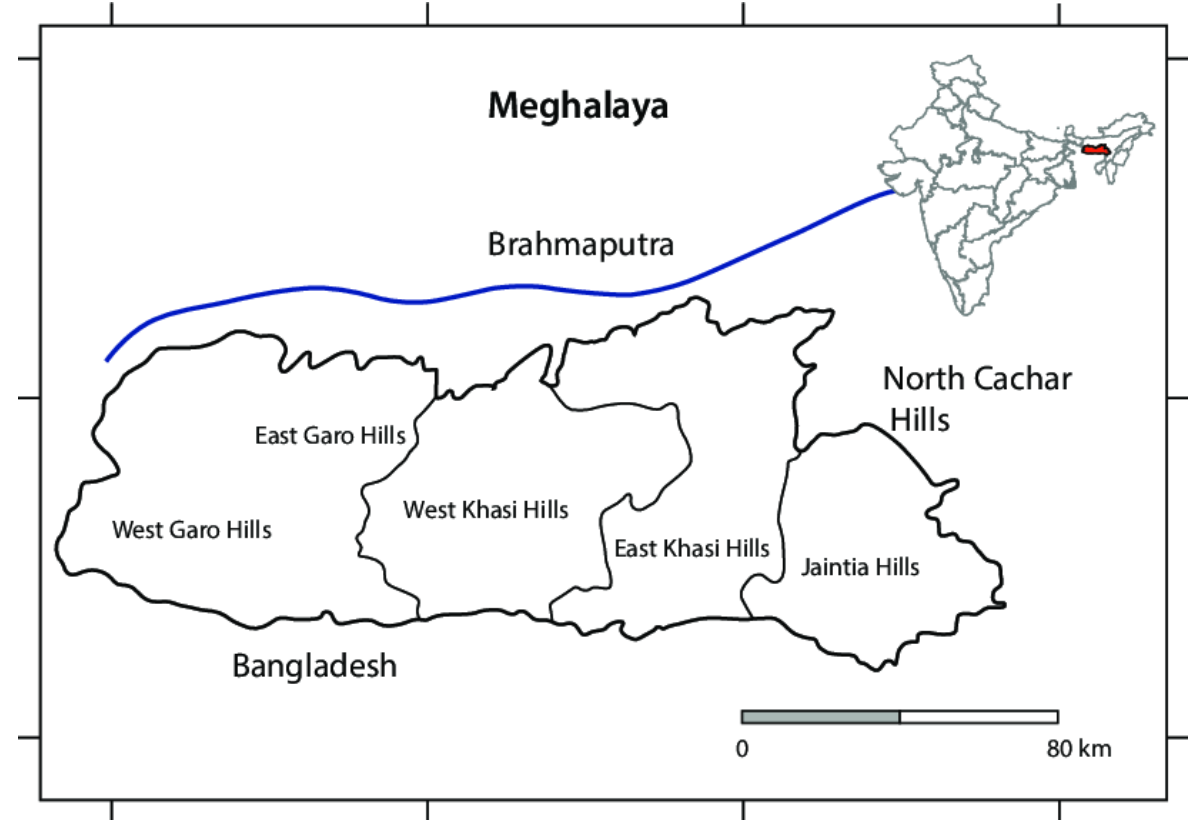 Meghalaya
Brahmaputra
North Cachar
Hills
East Garo Hills
West Khasi Hills
West Garo Hills
East Khasi Hills
Jaintia Hills
Bangladesh
0
80 km